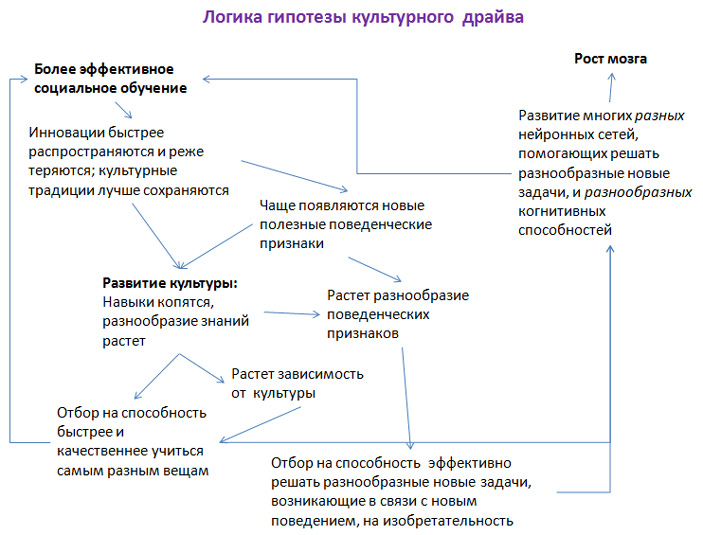 Логика гипотезы культурного драйва
Более эффективное
социальное обучение
Рост мозга
Инновации быстрее
распространяются и реже
теряются; культурные
традиции лучше сохраняются
Развитие многих разных
нейронных сетей,
помогающих решать
разнообразные новые
задачи, и разнообразных
когнитивных
способностей
Чаще появляются новые
полезные поведенческие
признаки
Развитие культуры:
Навыки копятся,
разнообразие знаний
растет
Растет разнообразие
поведенческих
признаков
Растет зависимость
от культуры
Отбор на способность
быстрее и
качественнее учиться
самым разным вещам
Отбор на способность эффективно
решать разнообразные новые задачи,
возникающие в связи с новым
поведением, на изобретательность